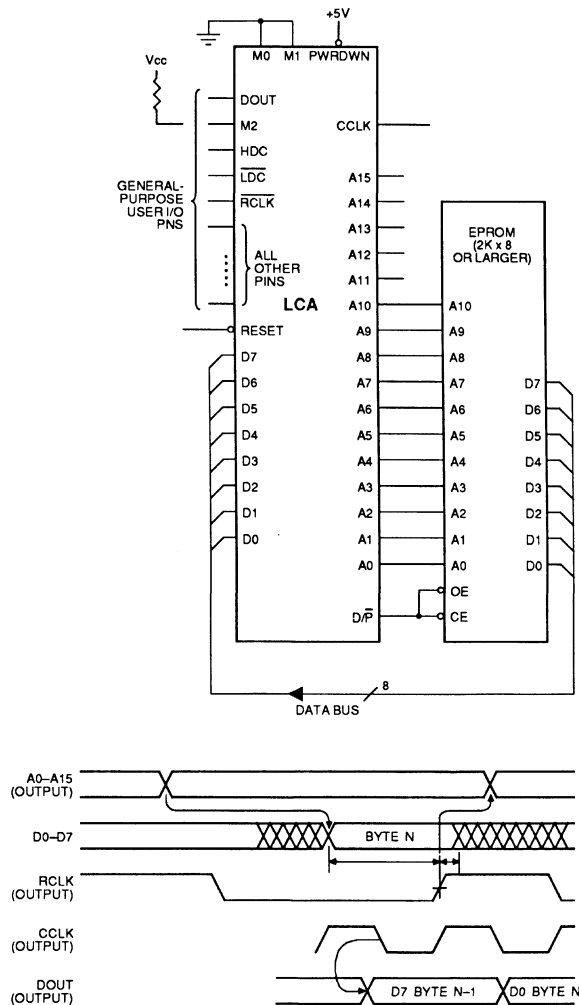 +5V
M0 M1 PWRDWN
Vcc
DOUT
M2
CCLK
HDC
LDC
A15
GENERAL-
PURPOSE
USER I/O
PNS
RCLK
A14
A13
EPROM
(2K x 8
OR LARGER)
ALL
OTHER
PINS
A12
A11
LCA
A10 A10
RESET
A9 A9
D7 A8 A8
D6 A7 A7 D7
D5 A6 A6 D6
D4 A5 A5 D5
D3 A4 A4 D4
D2 A3 A3 D3
D1 A2 A2 D2
D0 A1 A1 D1
A0 A0 D0
OE
D/P CE
8
DATA BUS
A0–A15
(OUTPUT)
D0–D7 BYTE N
RCLK
(OUTPUT)
CCLK
(OUTPUT)
DOUT
(OUTPUT)
D7 BYTE N–1 D0 BYTE N